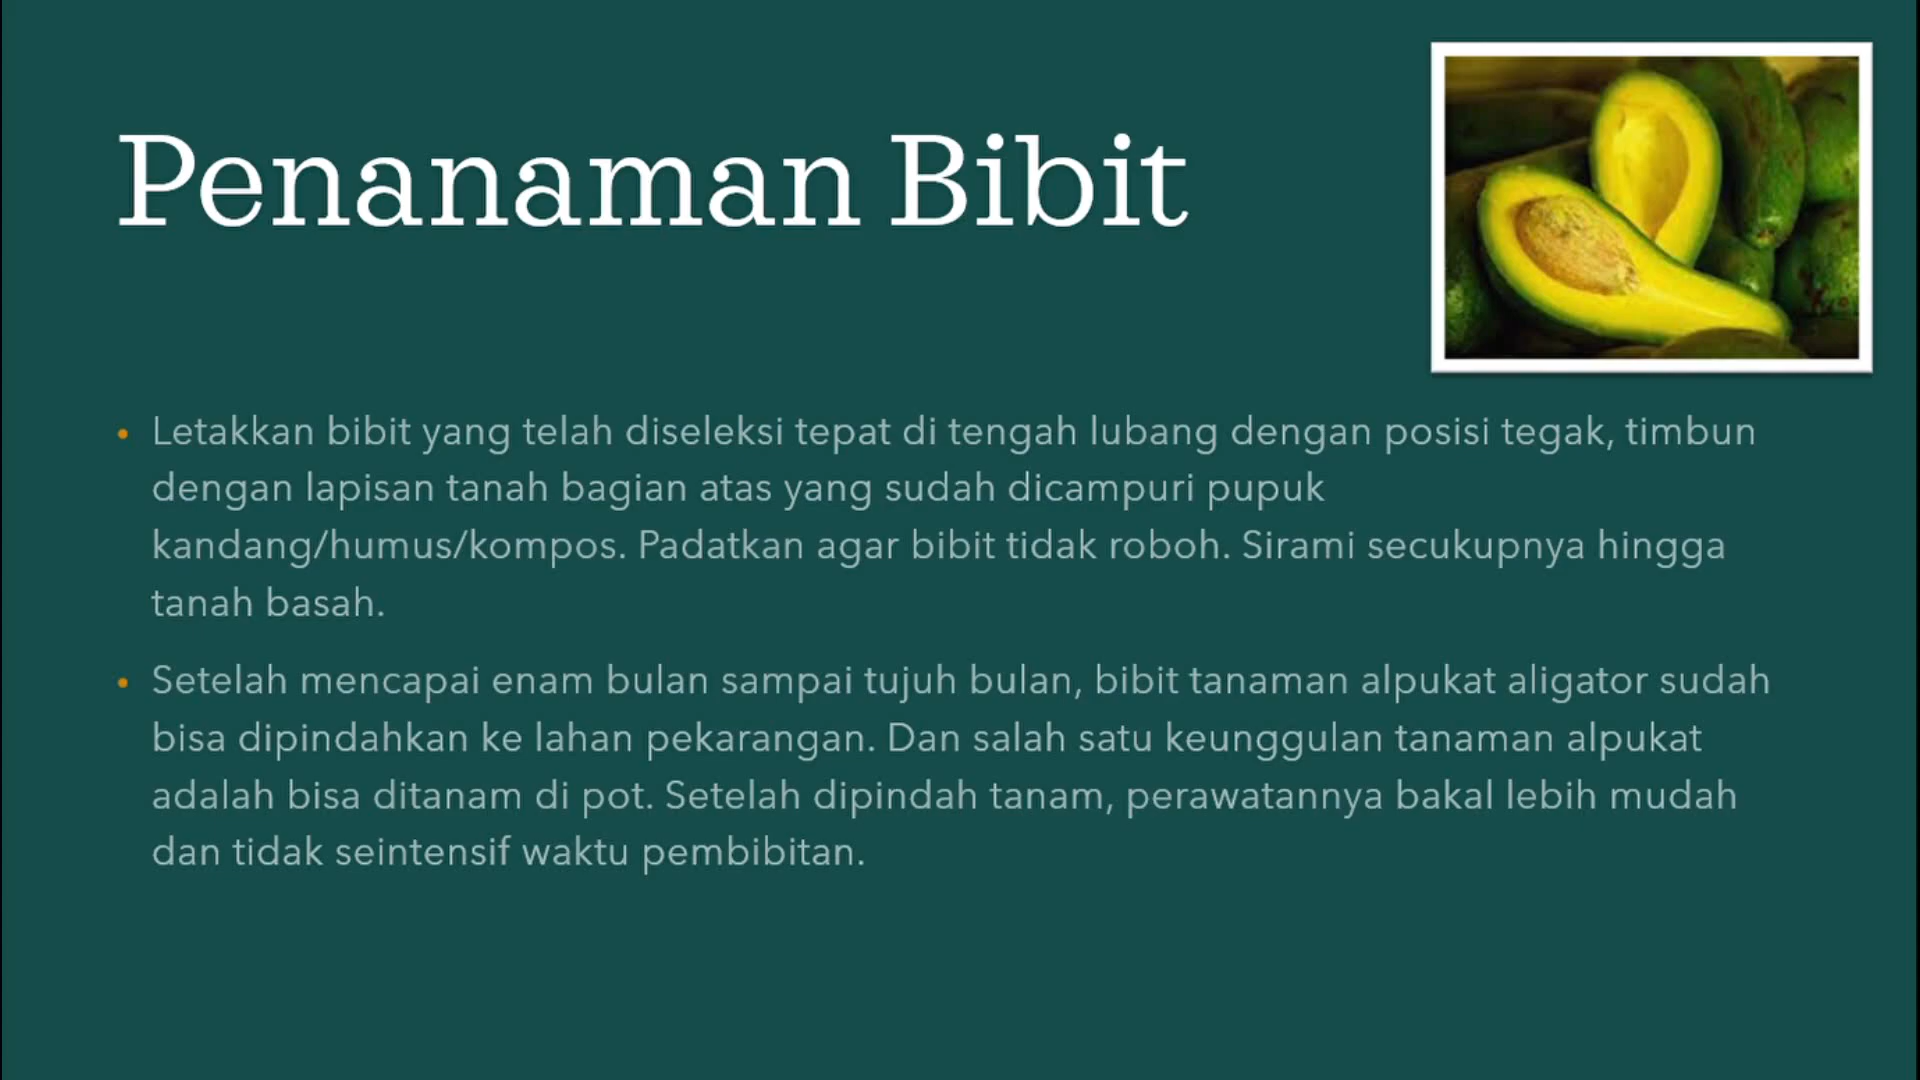 Penanaman Bibit
• Letakkan bibit yang telah diseleksi tepat di tengah lubang dengan posisi tegak, timbun
dengan lapisan tanah bagian atas yang sudah dicampuri pupuk
kandang/humus/kompos. Padatkan agar bibit tidak roboh. Sirami secukupnya hingga
tanah basah.
• Setelah mencapai enam bulan sampai tujuh bulan, bibit tanaman alpukat aligator sudah
bisa dipindahkan ke lahan pekarangan. Dan salah satu keunggulan tanaman alpukat
adalah bisa ditanam di pot. Setelah dipindah tanam, perawatannya bakal lebih mudah
dan tidak seintensif waktu pembibitan.